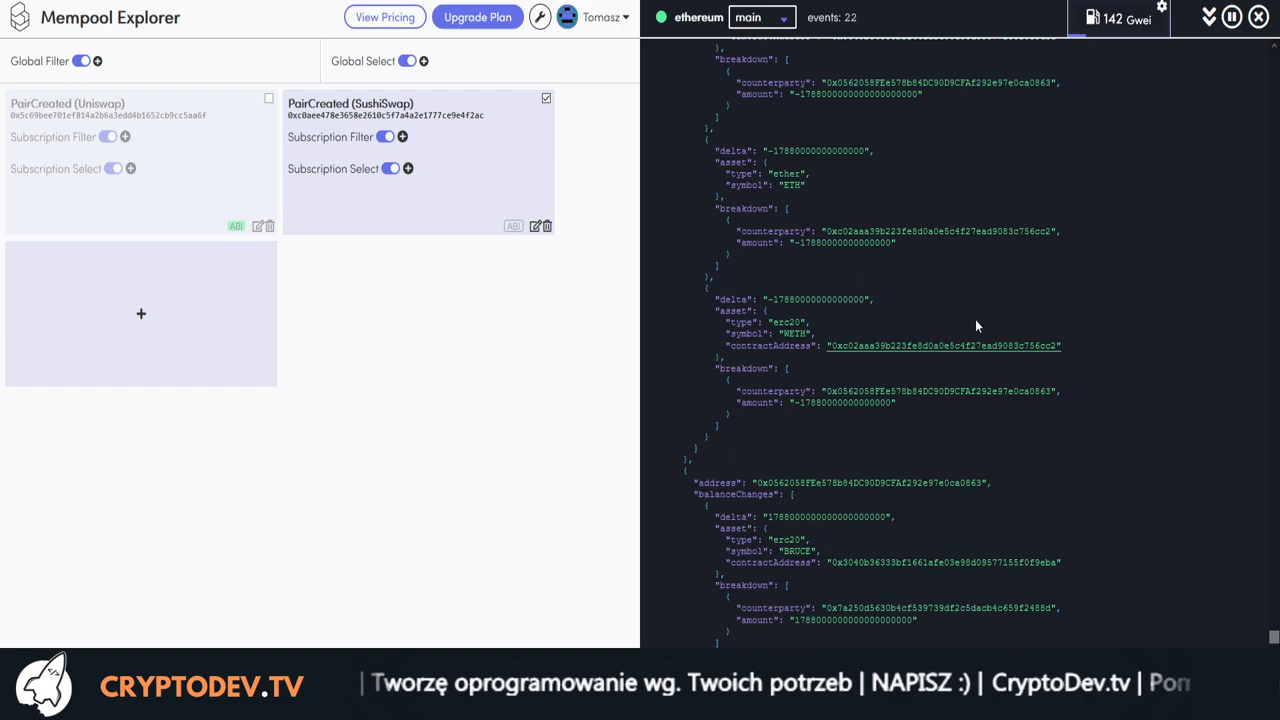 Mempool Explorer
View Pricing
Upgrade Plan
Tomasz
ethereum
main
events: 22
142 Gwei
Global Filter
Global Select
PairCreated (Uniswap)
0x5c69bee701ef814a2b6a3edd4b1652cb9cc5aa6f
Subscription Filter
Subscription Select
ABI
PairCreated (SushiSwap)
0xc0aee478e3658e2610c5f7a4a2e1777ce9e4f2ac
Subscription Filter
Subscription Select
ABI
+
},
"breakdown": [
{
"counterparty": "0x0562058FEe578b84DC90D9CFAf292e97e0ca0863",
"amount": "-1788000000000000000000"
}
]
},
{
"delta": "-17880000000000000",
"asset": {
"type": "ether",
"symbol": "ETH"
},
"breakdown": [
{
"counterparty": "0xc02aaa39b223fe8d0a0e5c4f27ead9083c756cc2",
"amount": "-17880000000000000"
}
]
},
{
"delta": "-17880000000000000",
"asset": {
"type": "erc20",
"symbol": "WETH",
"contractAddress": "0xc02aaa39b223fe8d0a0e5c4f27ead9083c756cc2"
},
"breakdown": [
{
"counterparty": "0x0562058FEe578b84DC90D9CFAf292e97e0ca0863",
"amount": "-17880000000000000"
}
]
}
]
},
{
"address": "0x0562058FEe578b84DC90D9CFAf292e97e0ca0863",
"balanceChanges": [
{
"delta": "1788000000000000000000",
"asset": {
"type": "erc20",
"symbol": "BRUCE",
"contractAddress": "0x3040b36333bf1661afe03e98d09577155f0f9eba"
},
"breakdown": [
{
"counterparty": "0x7a250d5630b4cf539739df2c5dacb4c659f2488d",
"amount": "1788000000000000000000"
}
]
CRYPTODEV.TV
| Tworzę oprogramowanie wg. Twoich potrzeb | NAPISZ :) | CryptoDev.tv |